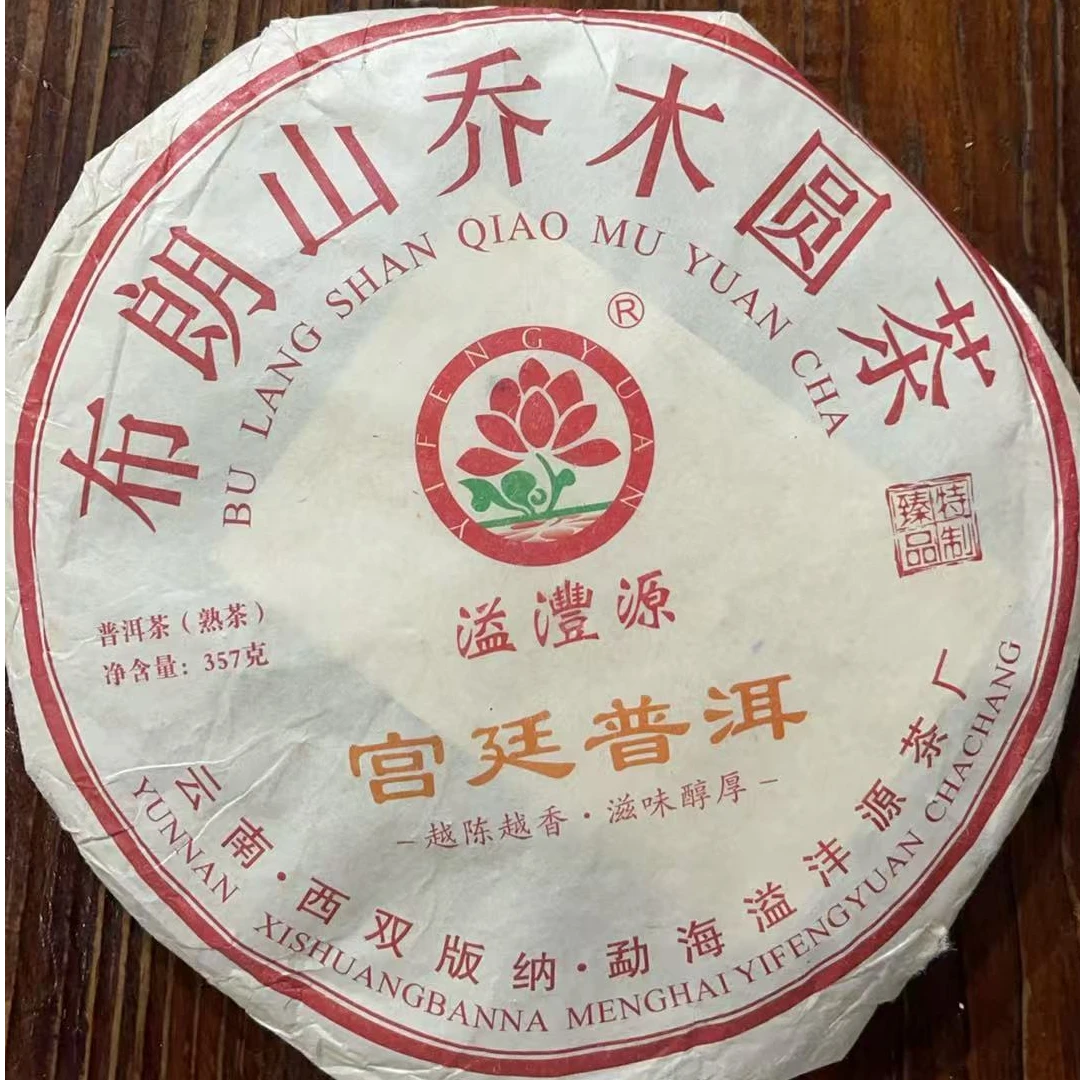 布朗山乔木圆茶
BU LANG SHAN QIAO MU YUAN CHA
®
YIFENGYUAN
特制
臻品
溢灃源
普洱茶（熟茶）
净含量：357克
宫廷普洱
–越陈越香·滋味醇厚–
云南·西双版纳·勐海溢沣源茶厂
YUNNAN XISHUANGBANNA MENGHAI YIFENGYUAN CHACHANG